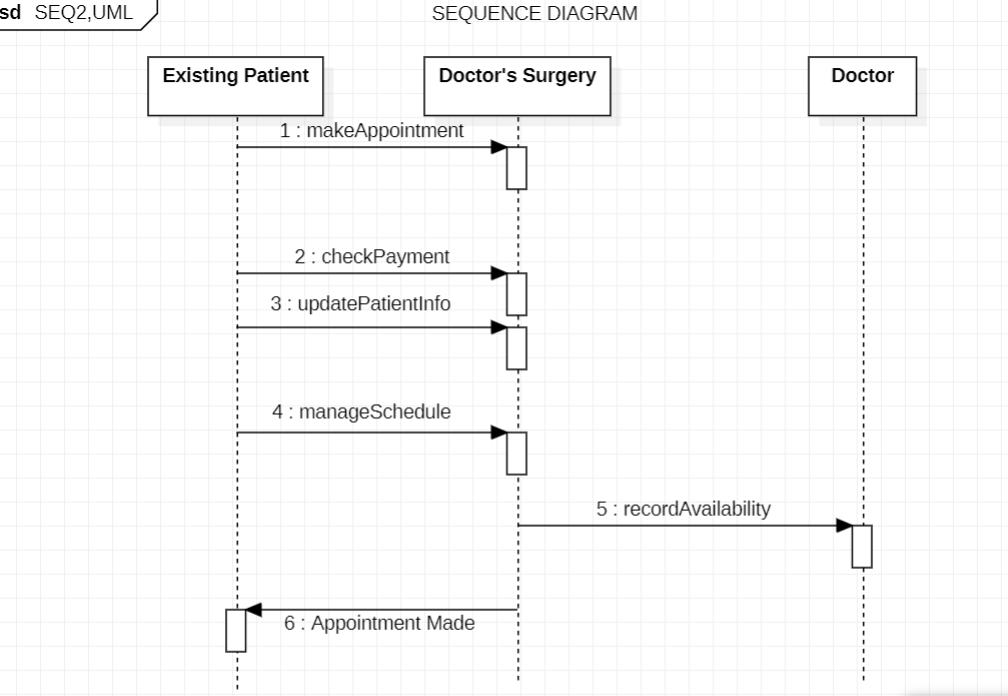 sd SEQ2,UML
SEQUENCE DIAGRAM
Existing Patient
Doctor's Surgery
Doctor
1 : makeAppointment
2 : checkPayment
3 : updatePatientInfo
4 : manageSchedule
5 : recordAvailability
6 : Appointment Made